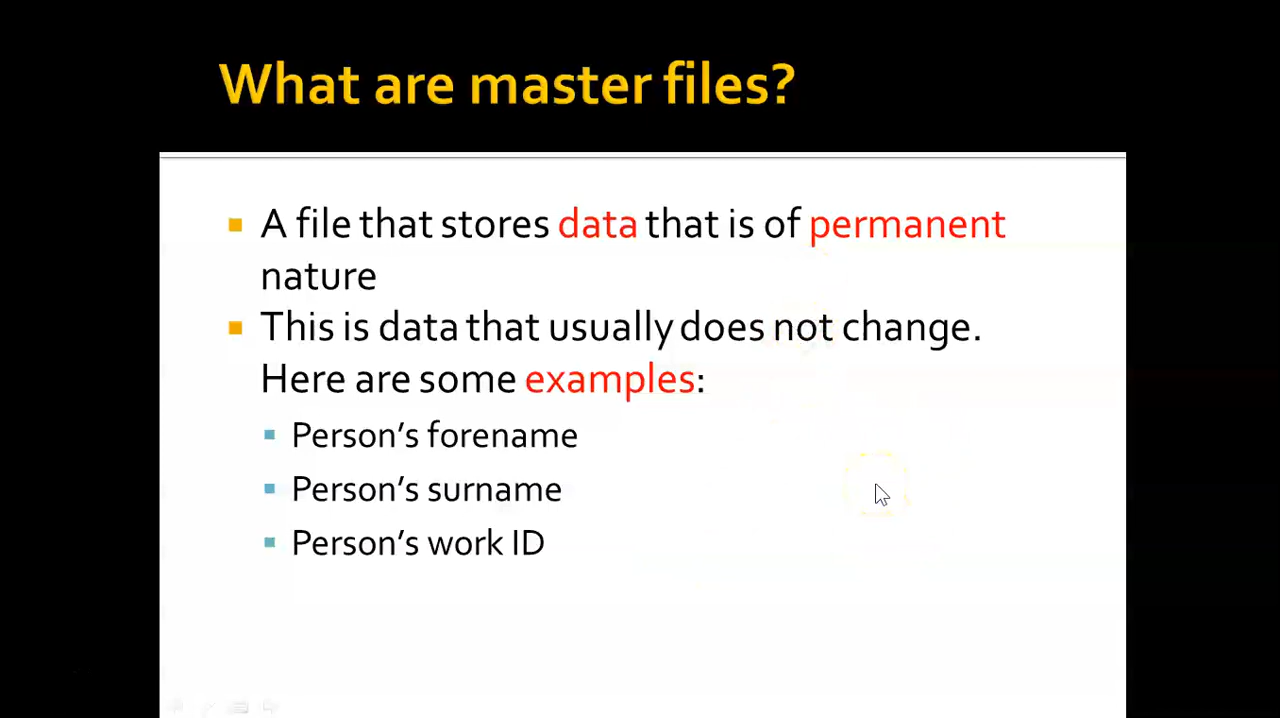 What are master files?
A file that stores data that is of permanent
nature
This is data that usually does not change.
Here are some examples:
Person's forename
Person's surname
Person's work ID